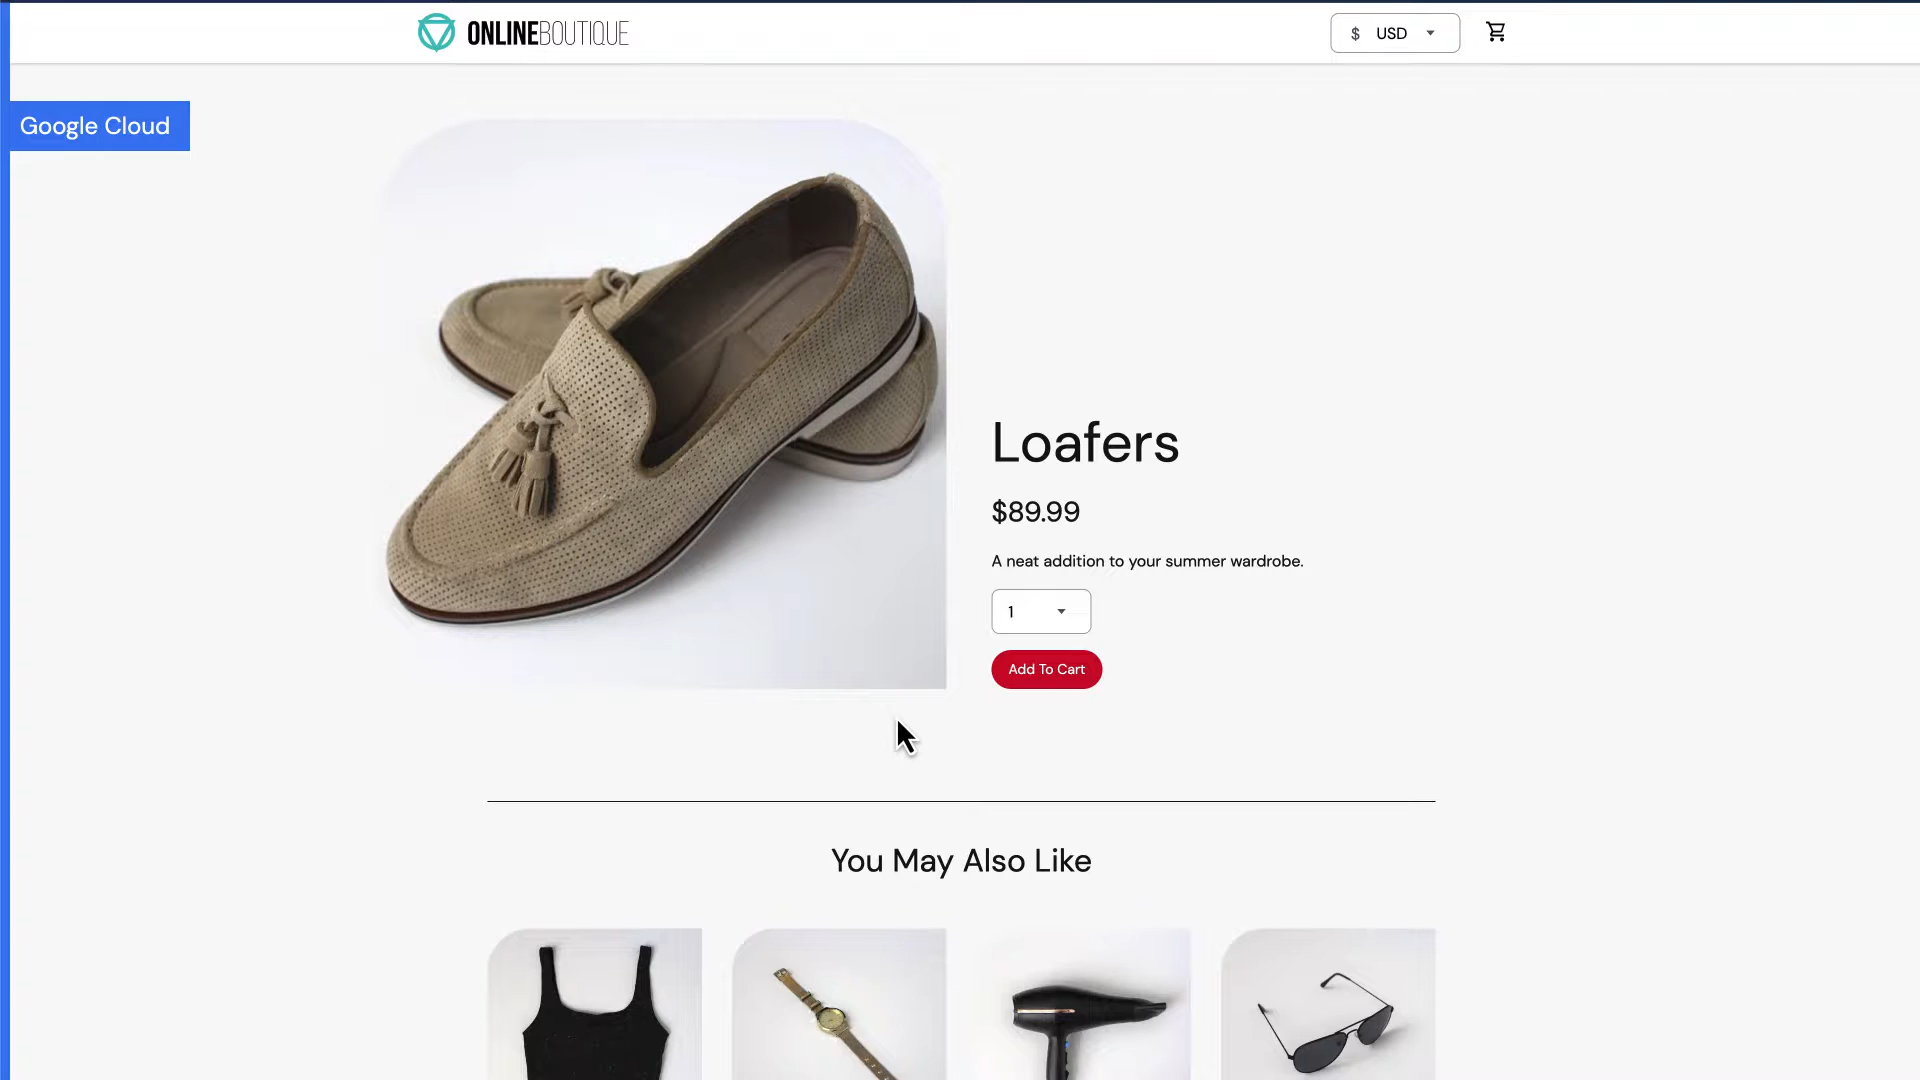 ONLINEBOUTIQUE
$ USD
Google Cloud
Loafers
$89.99
A neat addition to your summer wardrobe.
1
Add To Cart
You May Also Like